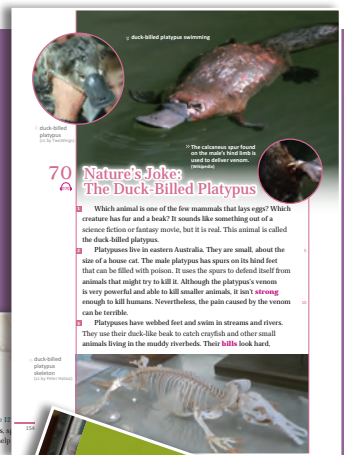 duck-billed platypus swimming
duck-billed
platypus
The calcaneus spur found
on the male's hind limb is
used to deliver venom.
(Wikipedia)
70
Nature's Joke:
The Duck-Billed Platypus
1
Which animal is one of the few mammals that lays eggs? Which
creature has fur and a beak? It sounds like something out of a
science fiction or fantasy movie, but it is real. This animal is called
the duck-billed platypus.
2
Platypuses live in eastern Australia. They are small, about the
5
size of a house cat. The male platypus has spurs on its hind feet
that can be filled with poison. It uses the spurs to defend itself from
animals that might try to kill it. Although the platypus's venom
is very powerful and able to kill smaller animals, it isn't strong
enough to kill humans. Nevertheless, the pain caused by the venom
10
can be terrible.
3
Platypuses have webbed feet and swim in streams and rivers.
They use their duck-like beak to catch crayfish and other small
animals living in the muddy riverbeds. Their bills look hard,
duck-billed
platypus
skeleton
154